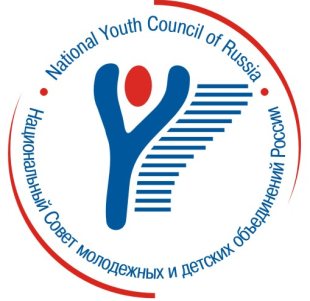 National Youth Council of Russia
Национальный Совет молодежных и детских объединений России